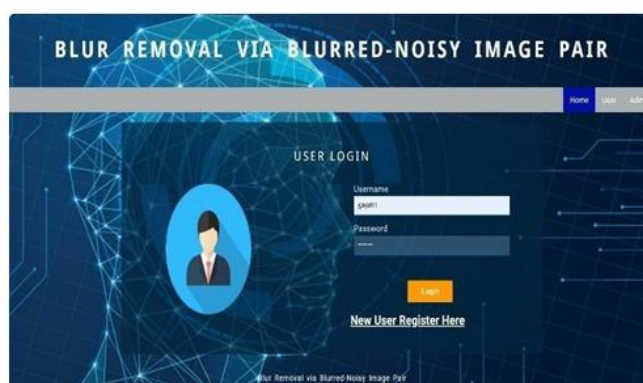 BLUR REMOVAL VIA BLURRED-NOISY IMAGE PAIR
Home User
USER LOGIN
Username
gayatri
Password
Login
New User Register Here
Blur Removal via Blurred-Noisy Image Pair